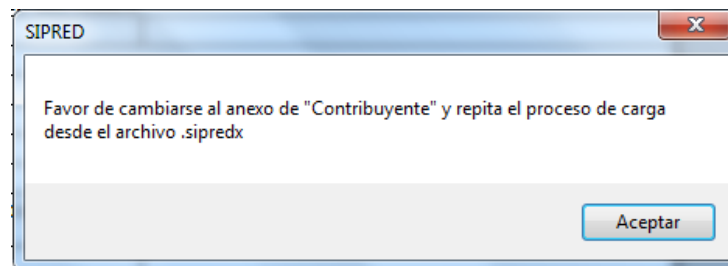 SIPRED
Favor de cambiarse al anexo de "Contribuyente" y repita el proceso de carga
desde el archivo .sipredx
Aceptar